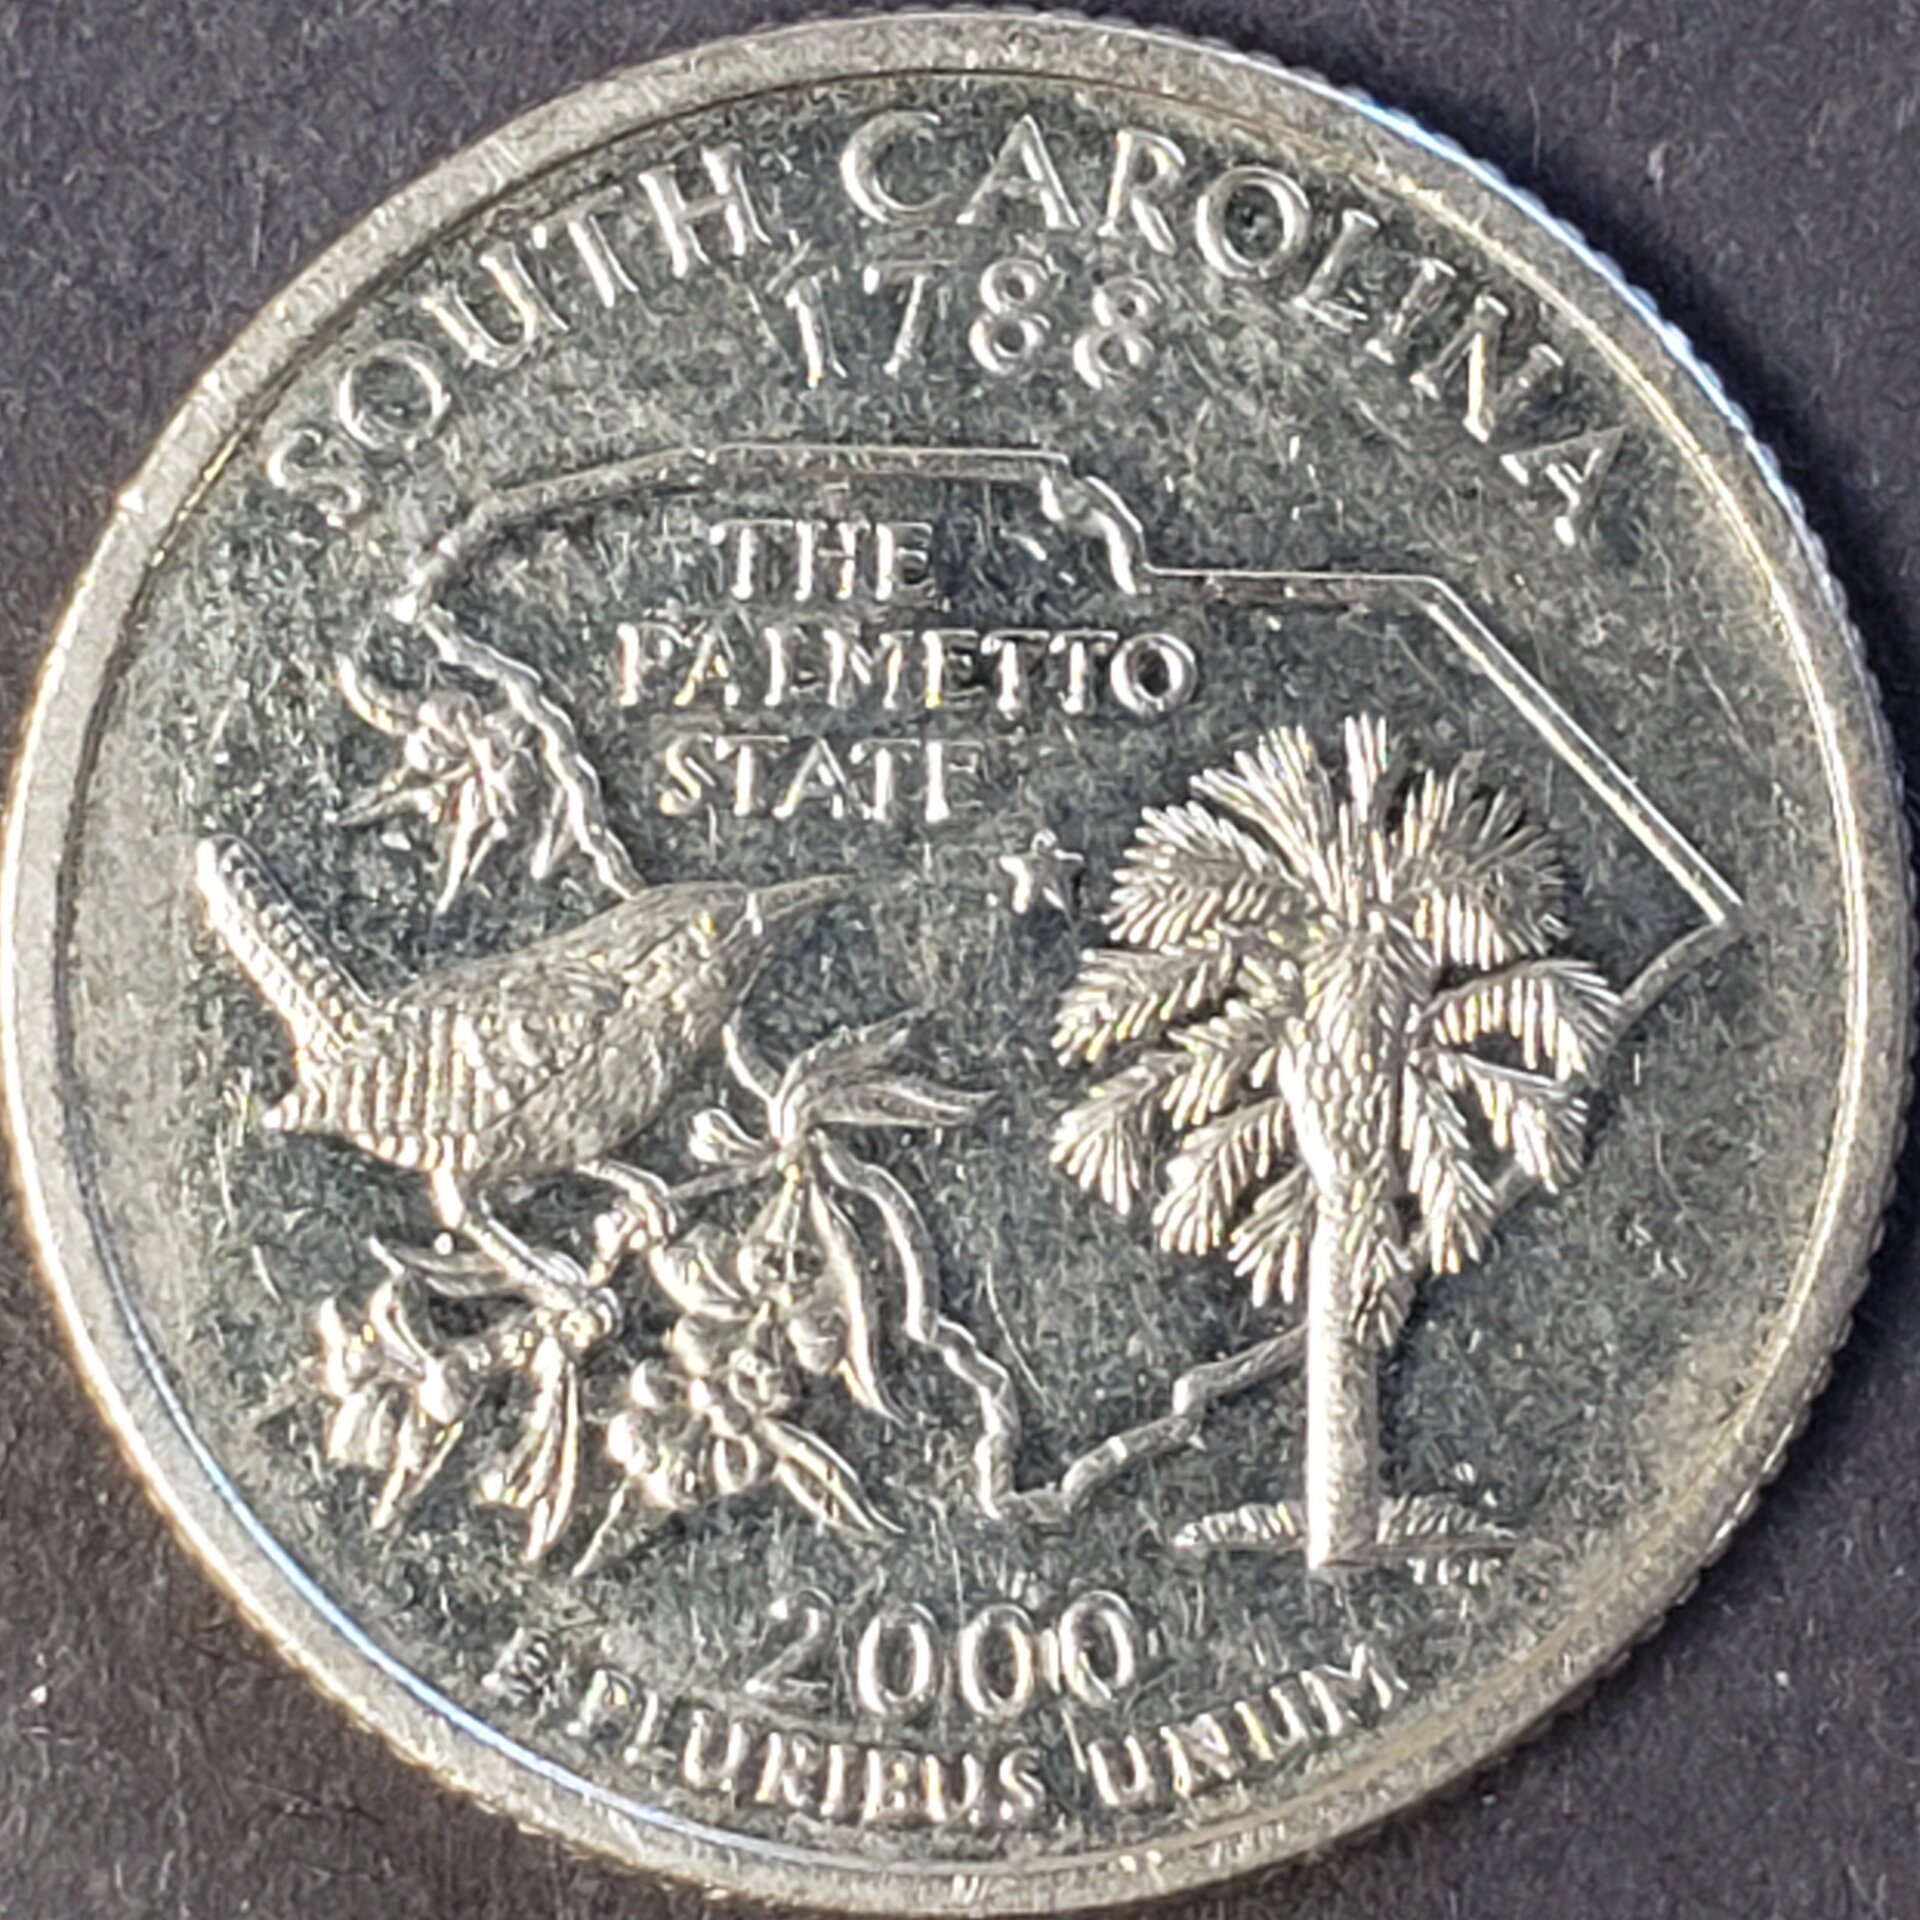 SOUTH CAROLINA
1788
THE
PALMETTO
STATE
2000
E PLURIBUS UNUM